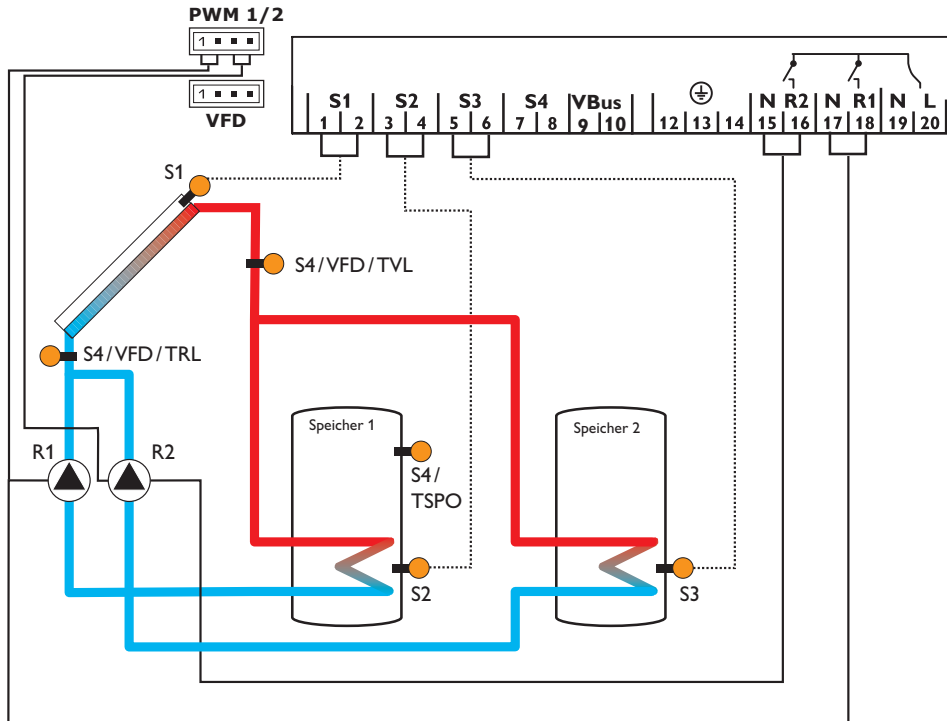 PWM 1/2
1
1
VFD
S1 S2 S3 S4 VBus N R2 N R1 N L
1 2 3 4 5 6 7 8 9 10 12 13 14 15 16 17 18 19 20
S1
S4/VFD/TVL
S4/VFD/TRL
Speicher 1
Speicher 2
R1
R2
S4/
TSPO
S2
S3